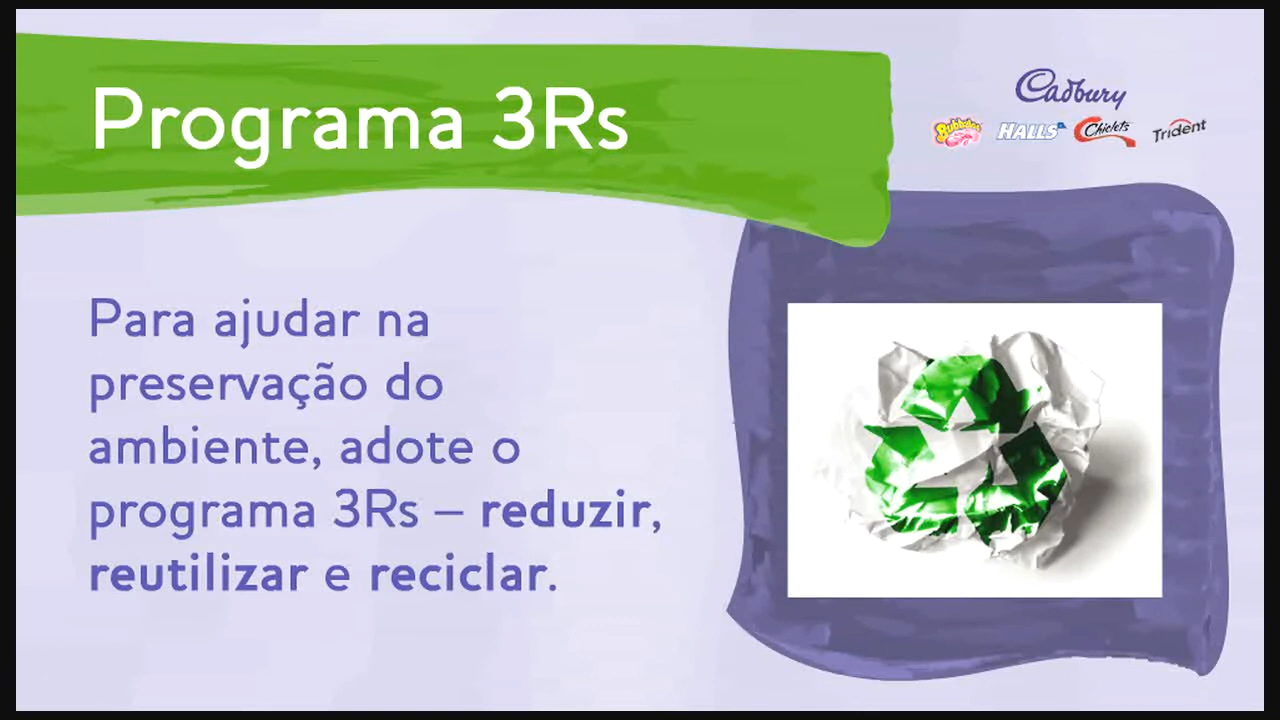 Programa 3Rs
Cadbury
Bubbaloo
HALLS
Chiclets
Trident
Para ajudar na
preservação do
ambiente, adote o
programa 3Rs – reduzir,
reutilizar e reciclar.